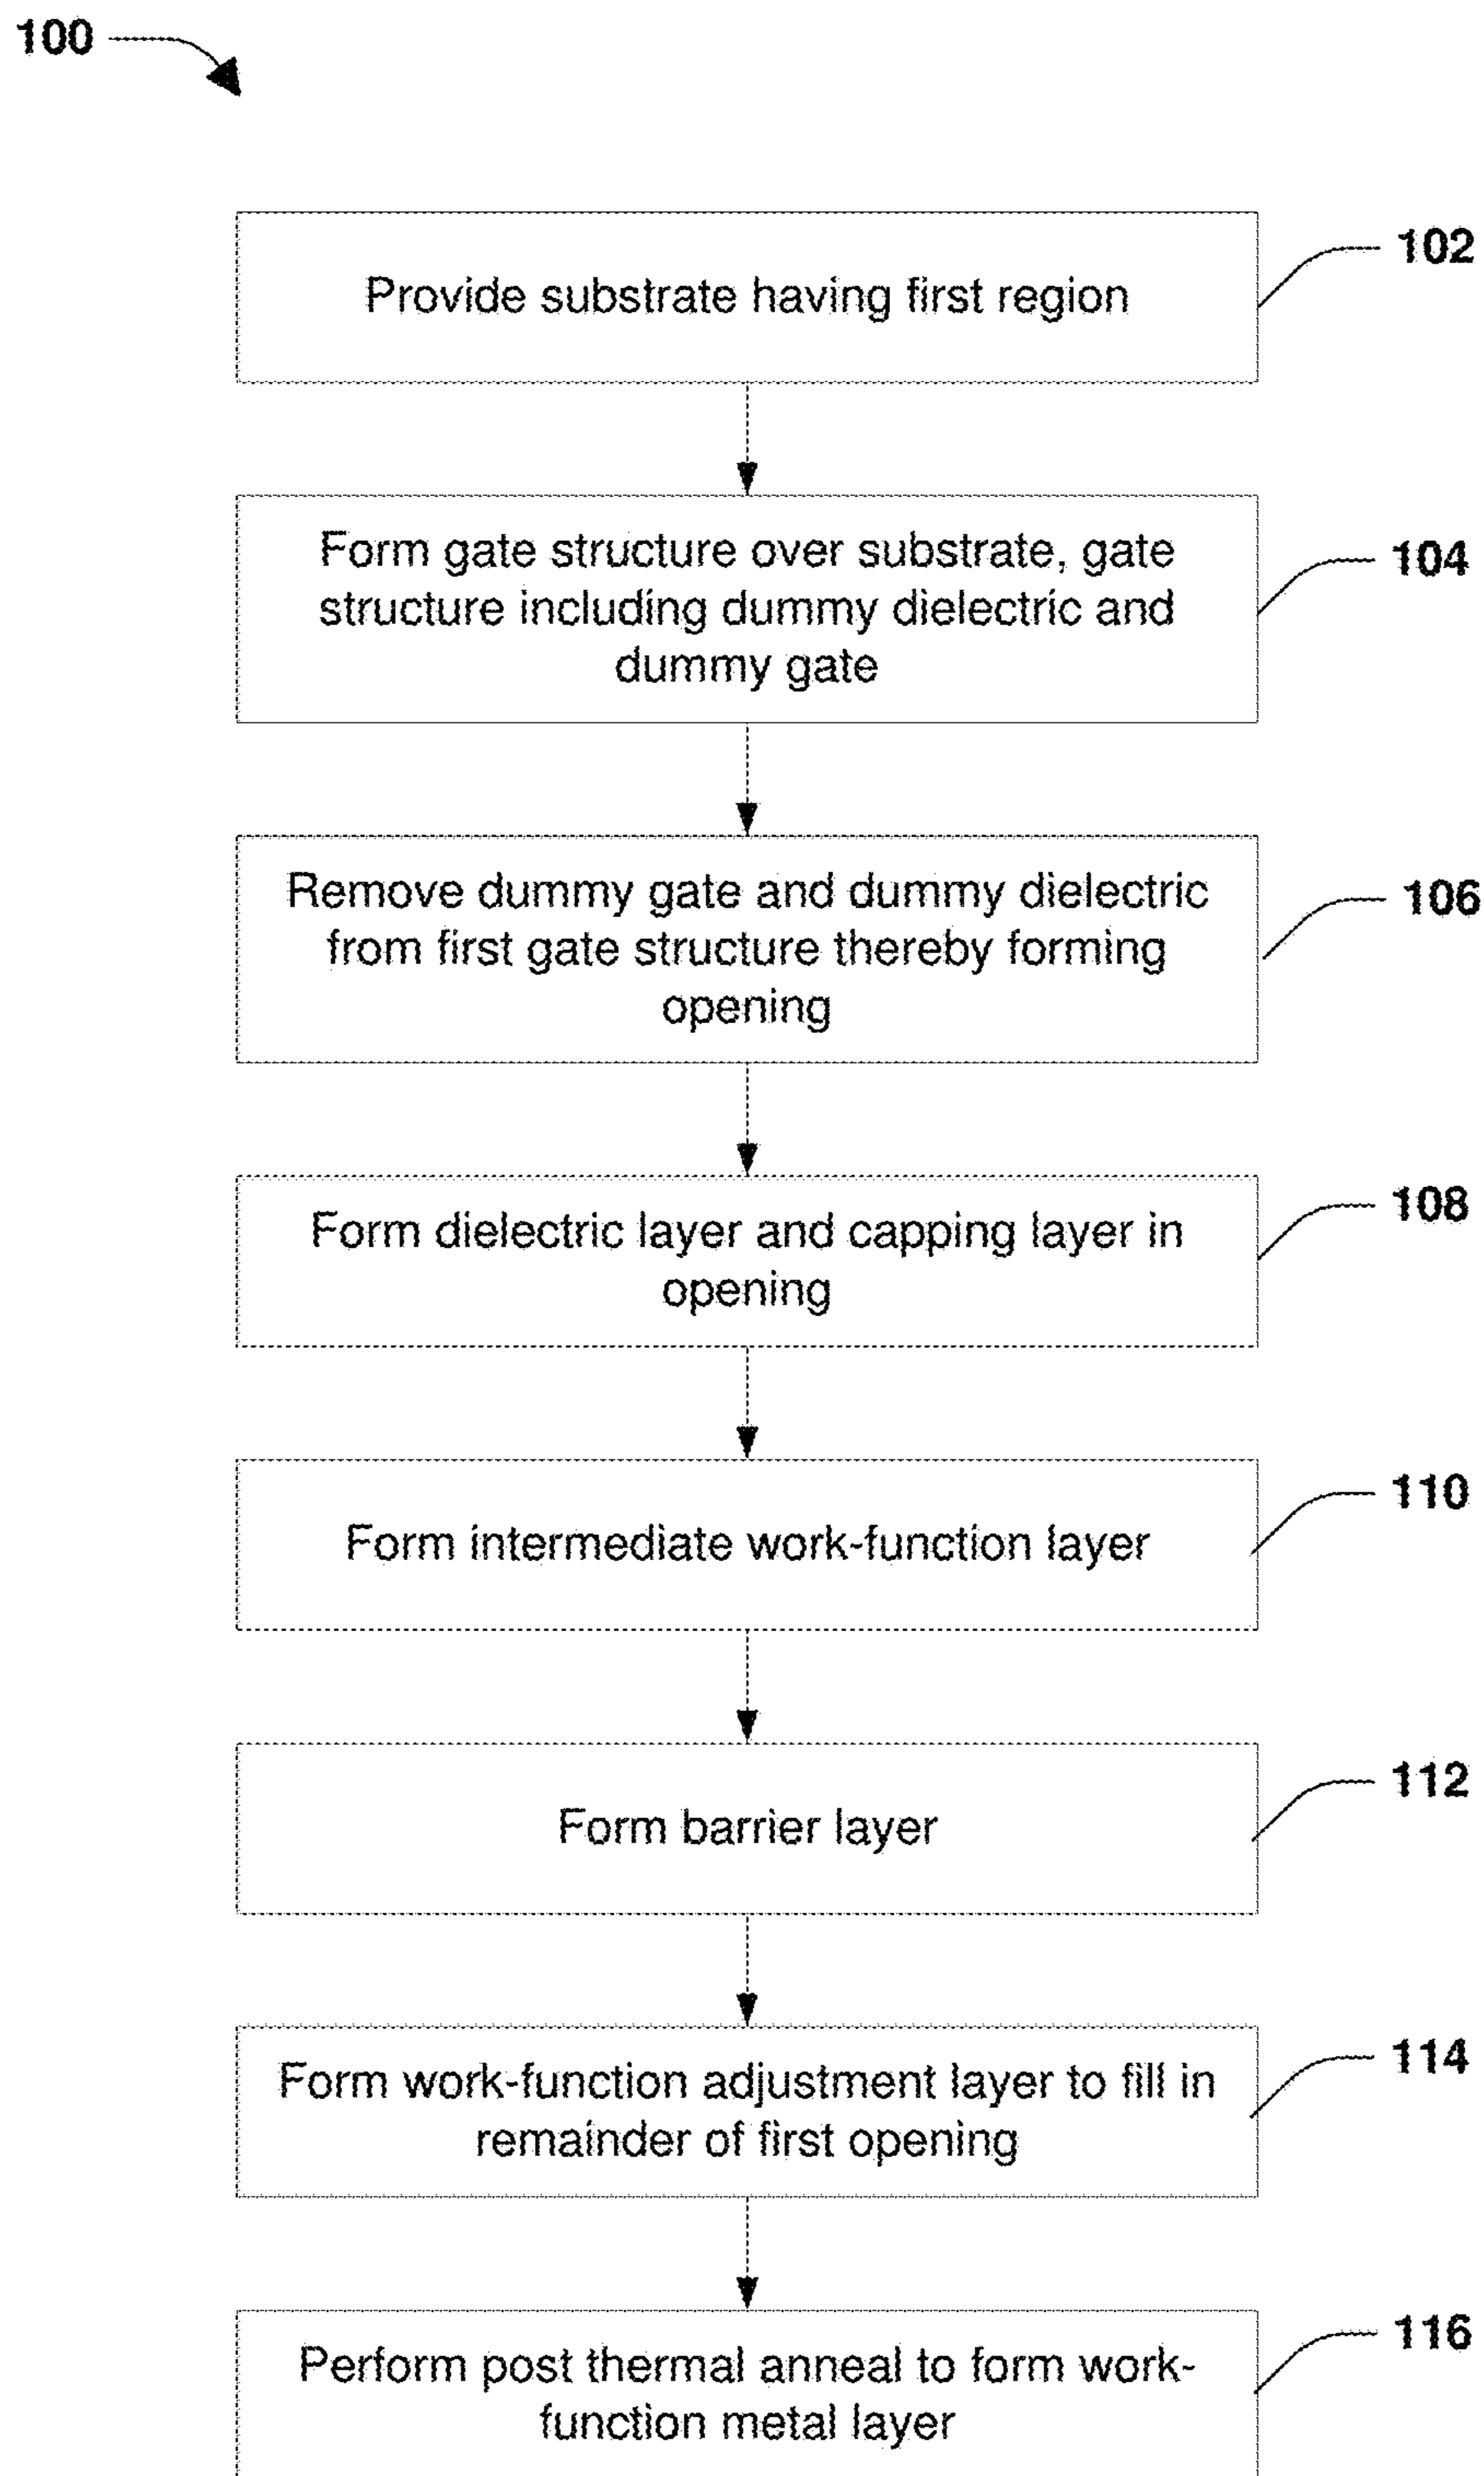 100
Provide substrate having first region
102
Form gate structure over substrate, gate
structure including dummy dielectric and
dummy gate
104
Remove dummy gate and dummy dielectric
from first gate structure thereby forming
opening
106
Form dielectric layer and capping layer in
opening
108
Form intermediate work-function layer
110
Form barrier layer
112
Form work-function adjustment layer to fill in
remainder of first opening
114
Perform post thermal anneal to form work-
function metal layer
116